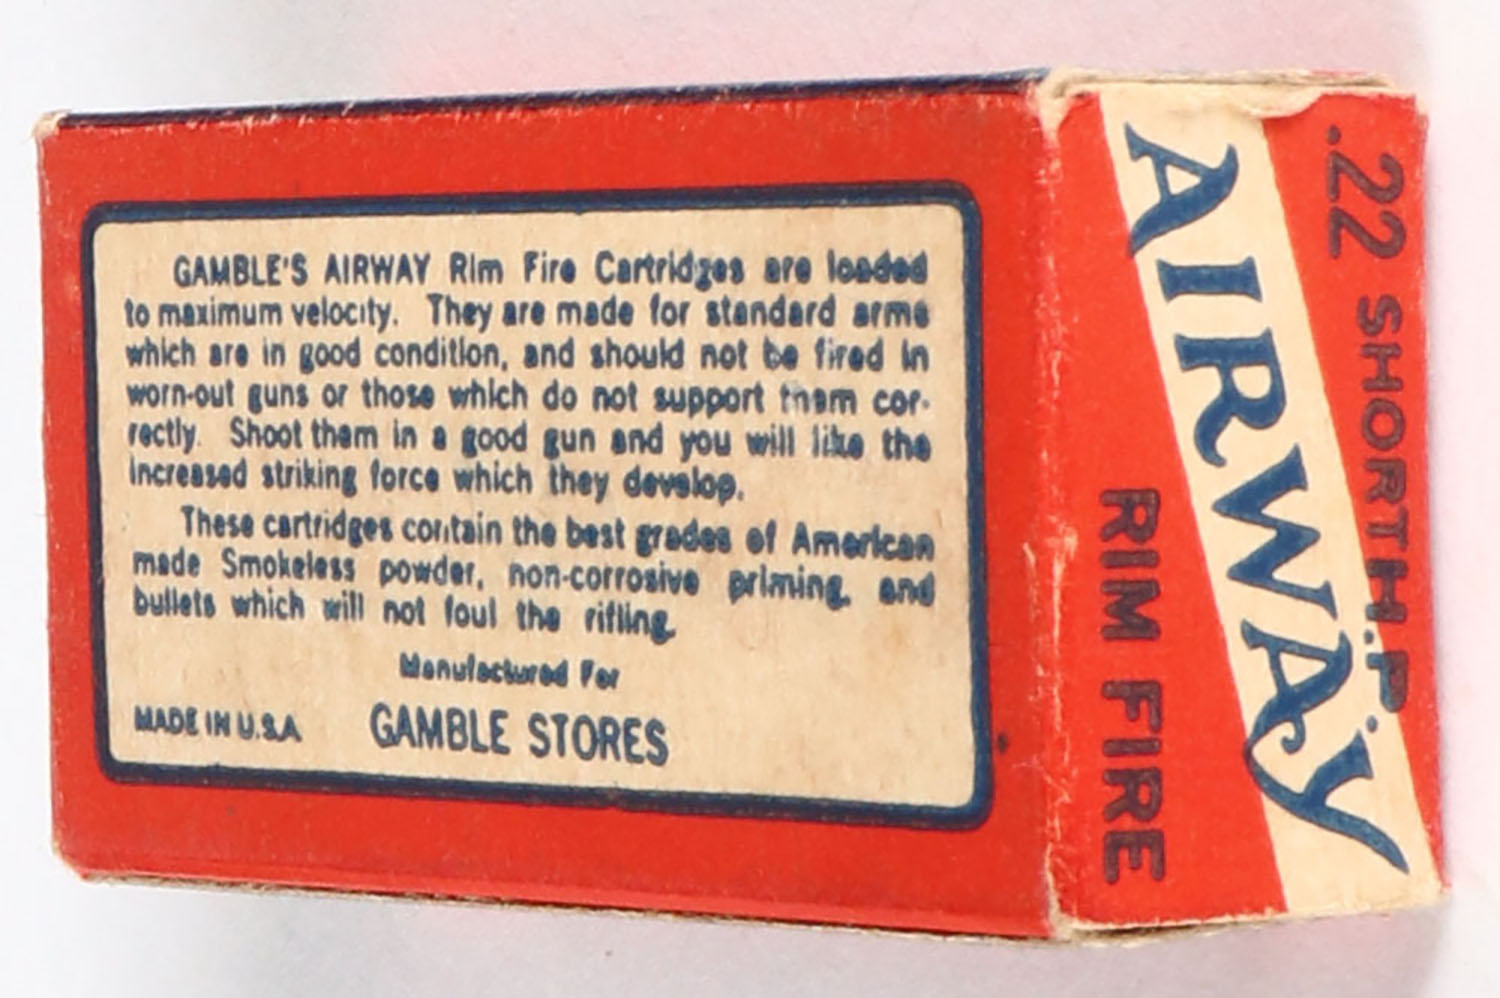 GAMBLE'S AIRWAY Rim Fire Cartridges are loaded
to maximum velocity. They are made for standard arms
which are in good condition, and should not be fired in
worn-out guns or those which do not support them cor-
rectly. Shoot them in a good gun and you will like the
increased striking force which they develop.
These cartridges contain the best grades of American
made Smokeless powder, non-corrosive priming, and
bullets which will not foul the rifling.
Manufactured For
MADE IN U.S.A. GAMBLE STORES
.22 SHORT H.P.
AIRWAY
RIM FIRE